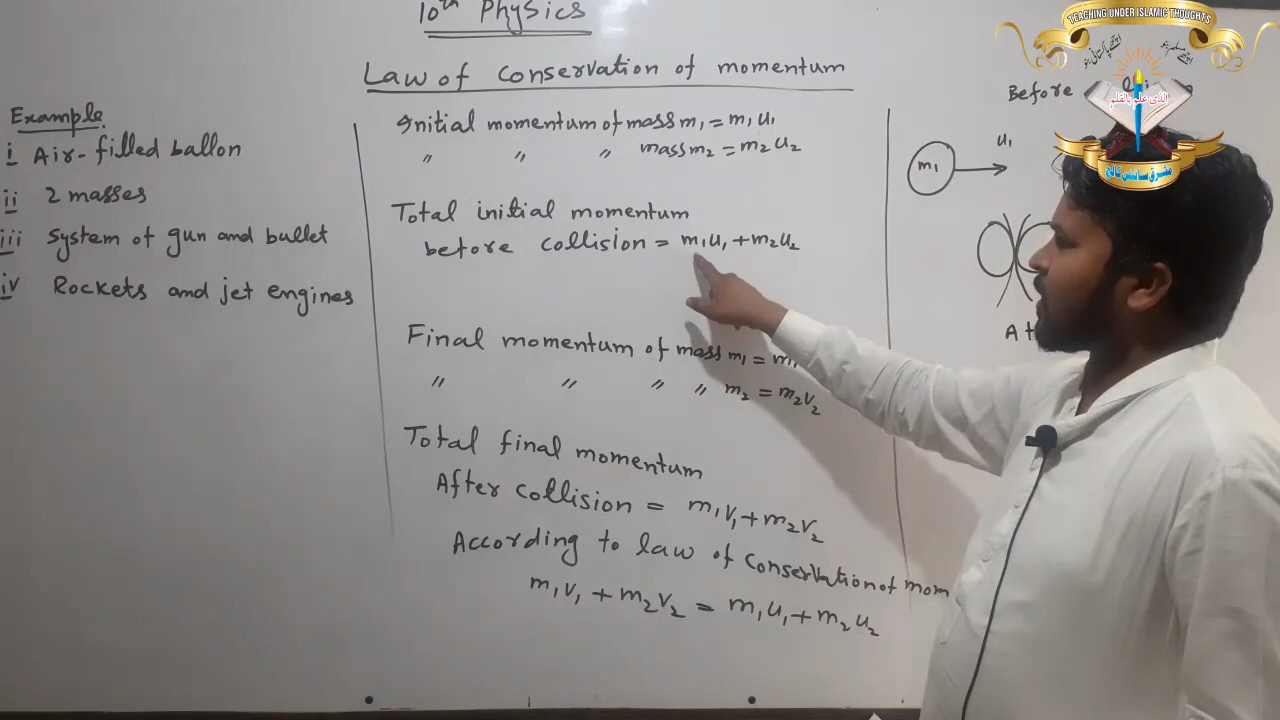 10th Physics
Law of conservation of momentum
Example
i Air-filled ballon
ii 2 masses
iii System of gun and bullet
iv Rockets and jet engines
Initial momentum of mass m₁ = m₁u₁
〃 〃 〃 mass m₂ = m₂u₂
Total initial momentum
before collision = m₁u₁ + m₂u₂
Final momentum of mass m₁ =
〃 〃 〃 〃 m₂ = m₂v₂
Total final momentum
After collision = m₁v₁ + m₂v₂
According to law of conservation of mom
m₁v₁ + m₂v₂ = m₁u₁ + m₂u₂
Before
m₁ u₁
TEACHING UNDER ISLAMIC THOUGHTS
الذی علم بالقلم